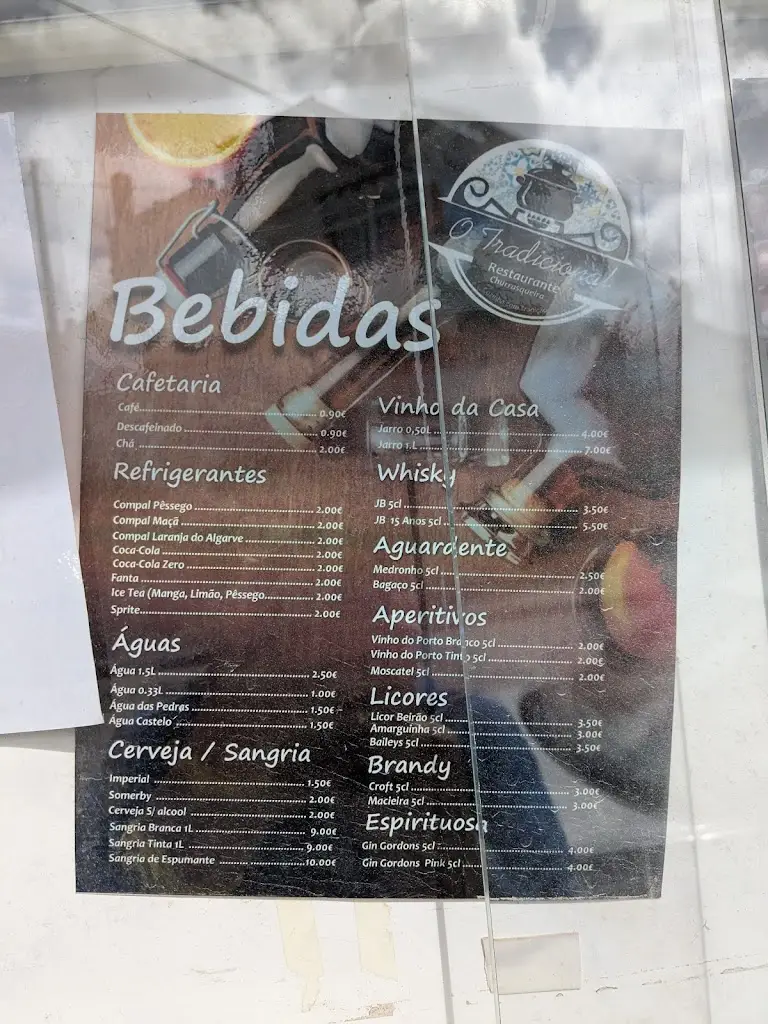 O Tradicional
Restaurante
Churrasqueira
Bebidas
Cafetaria
Café 0.90€
Descafeinado 0.90€
Chá 2.00€
Refrigerantes
Compal Pêssego 2.00€
Compal Maçã 2.00€
Compal Laranja do Algarve 2.00€
Coca-Cola 2.00€
Coca-Cola Zero 2.00€
Fanta 2.00€
Ice Tea (Manga, Limão, Pêssego 2.00€
Sprite 2.00€
Águas
Água 1.5L 2.50€
Água 0.33L 1.00€
Água das Pedras 1.50€
Água Castelo 1.50€
Cerveja / Sangria
Imperial 1.50€
Somerby 2.00€
Cerveja S/ alcool 2.00€
Sangria Branca 1L 9.00€
Sangria Tinta 1L 9.00€
Sangria de Espumante 10.00€
Vinho da Casa
Jarro 0,50L 4.00€
Jarro 1.L 7.00€
Whisky
JB 5cl 3.50€
JB 15 Anos 5cl 5.50€
Aguardente
Medronho 5cl 2.50€
Bagaço 5cl 2.00€
Aperitivos
Vinho do Porto Branco 5cl 2.00€
Vinho do Porto Tinto 5cl 2.00€
Moscatel 5cl 2.00€
Licores
Licor Beirão 5cl 3.50€
Amarguinha 5cl 3.00€
Baileys 5cl 3.50€
Brandy
Croft 5cl 3.00€
Macieira 5cl 3.00€
Espirituosa
Gin Gordons 5cl 4.00€
Gin Gordons Pink 5cl 4.00€